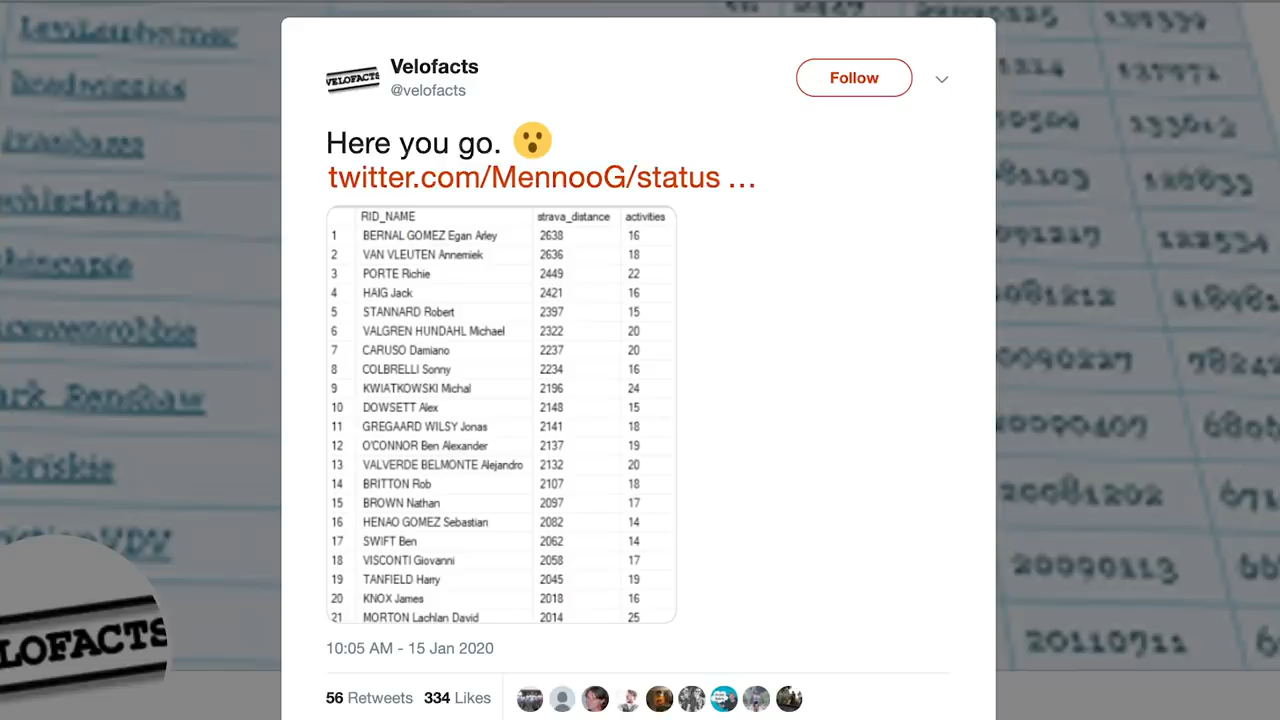 VELOFACTS
Velofacts
@velofacts
Follow
Here you go. 😮
twitter.com/MennooG/status ...
RID_NAME strava_distance activities
1 BERNAL GOMEZ Egan Arley 2638 16
2 VAN VLEUTEN Annemiek 2636 18
3 PORTE Richie 2449 22
4 HAIG Jack 2421 16
5 STANNARD Robert 2397 15
6 VALGREN HUNDAHL Michael 2322 20
7 CARUSO Damiano 2237 20
8 COLBRELLI Sonny 2234 16
9 KWIATKOWSKI Michal 2196 24
10 DOWSETT Alex 2148 15
11 GREGAARD WILSY Jonas 2141 18
12 O'CONNOR Ben Alexander 2137 19
13 VALVERDE BELMONTE Alejandro 2132 20
14 BRITTON Rob 2107 18
15 BROWN Nathan 2097 17
16 HENAO GOMEZ Sebastian 2082 14
17 SWIFT Ben 2062 14
18 VISCONTI Giovanni 2058 17
19 TANFIELD Harry 2045 19
20 KNOX James 2018 16
21 MORTON Lachlan David 2014 25
10:05 AM - 15 Jan 2020
56 Retweets 334 Likes
ark_Renshaw
20081202
20090113
20110711
LOFACTS